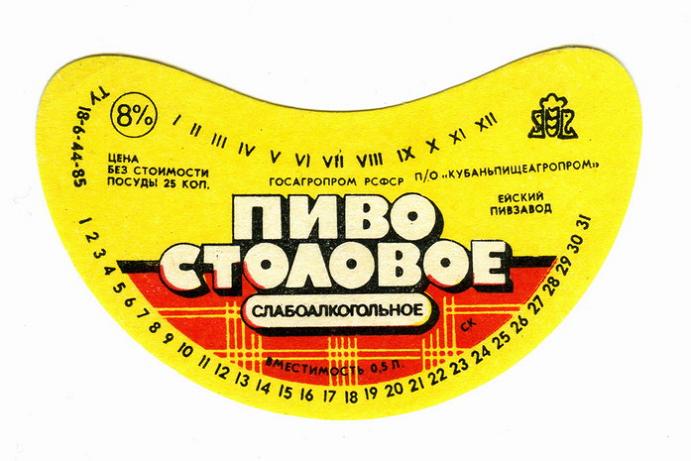 ТУ 18-6-44-85
8%
I II III IV V VI VII VIII IX X XI XII
ЦЕНА
БЕЗ СТОИМОСТИ
ПОСУДЫ 25 КОП.
ГОСАГРОПРОМ РСФСР П/О „КУБАНЬПИЩЕАГРОПРОМ"
ЕЙСКИЙ
ПИВЗАВОД
ПИВО
СТОЛОВОЕ
СЛАБОАЛКОГОЛЬНОЕ
СК
ВМЕСТИМОСТЬ 0,5 Л.
1 2 3 4 5 6 7 8 9 10 11 12 13 14 15 16 17 18 19 20 21 22 23 24 25 26 27 28 29 30 31